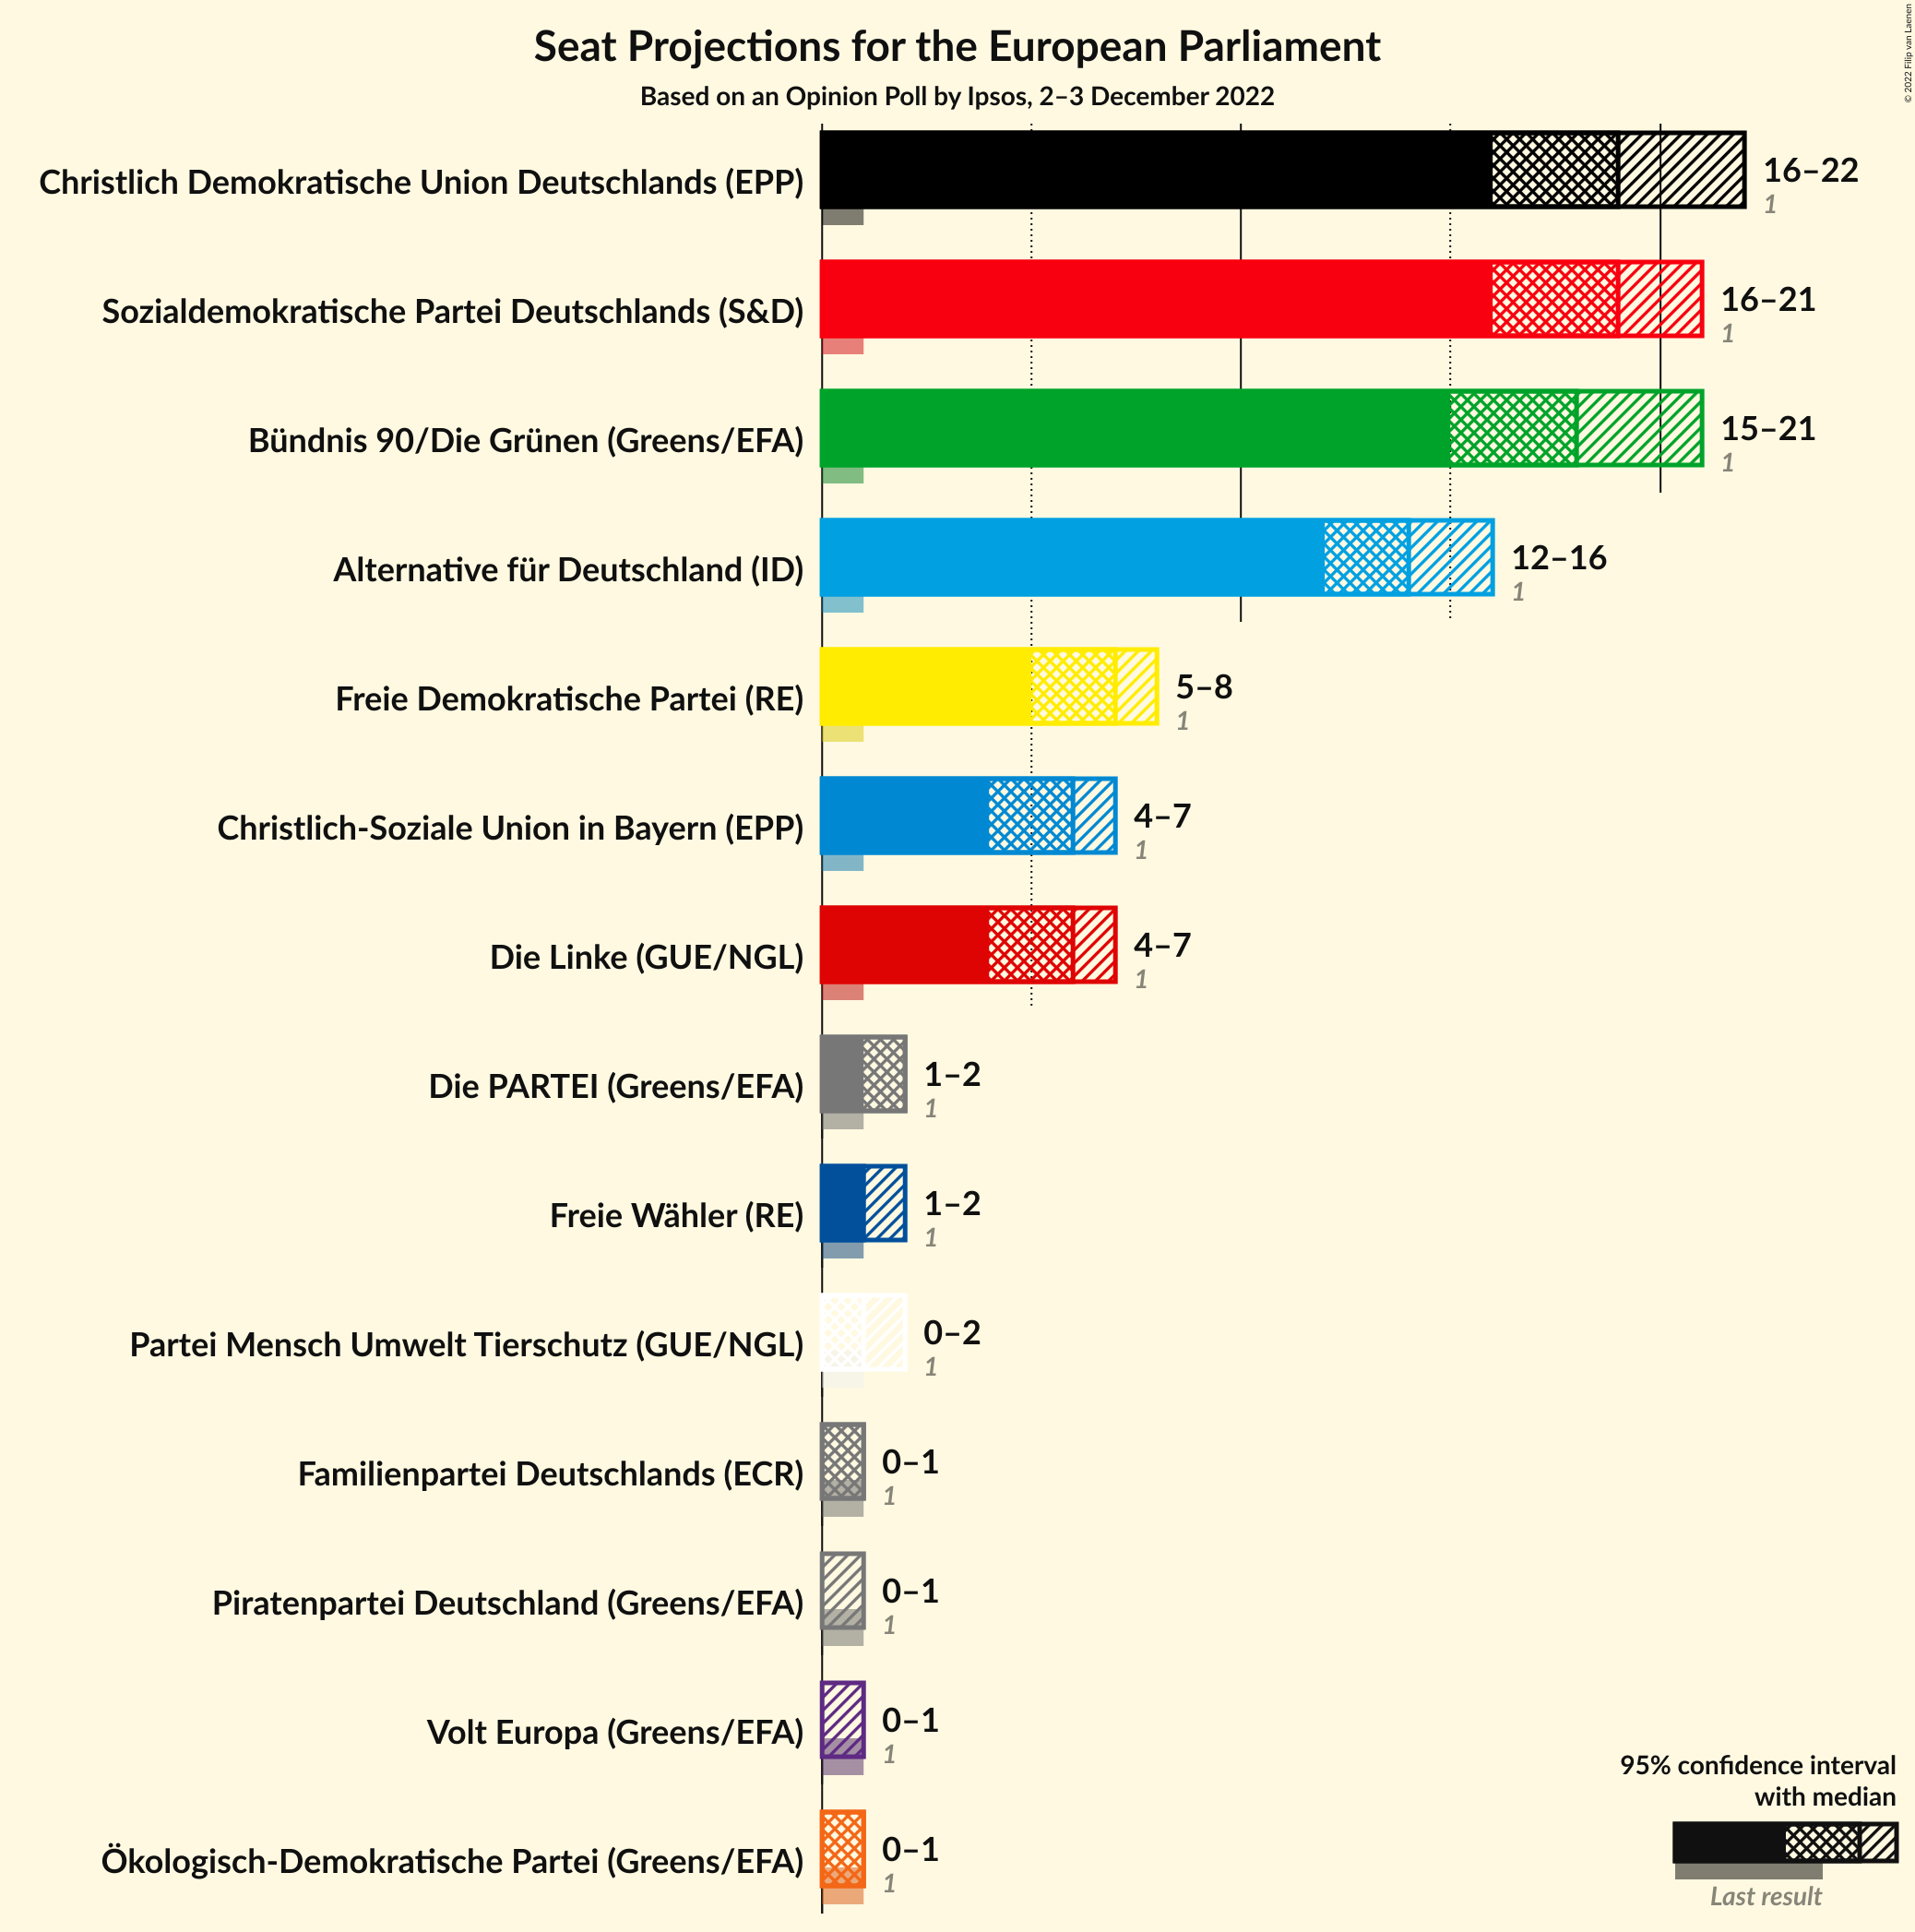 Seat Projections for the European Parliament
Based on an Opinion Poll by Ipsos, 2–3 December 2022
© 2022 Filip van Laenen
Christlich Demokratische Union Deutschlands (EPP)
16–22
1
Sozialdemokratische Partei Deutschlands (S&D)
16–21
1
Bündnis 90/Die Grünen (Greens/EFA)
15–21
1
Alternative für Deutschland (ID)
12–16
1
Freie Demokratische Partei (RE)
5–8
1
Christlich-Soziale Union in Bayern (EPP)
4–7
1
Die Linke (GUE/NGL)
4–7
1
Die PARTEI (Greens/EFA)
1–2
1
Freie Wähler (RE)
1–2
1
Partei Mensch Umwelt Tierschutz (GUE/NGL)
0–2
1
Familienpartei Deutschlands (ECR)
0–1
1
Piratenpartei Deutschland (Greens/EFA)
0–1
1
Volt Europa (Greens/EFA)
0–1
1
Ökologisch-Demokratische Partei (Greens/EFA)
0–1
1
95% confidence interval
with median
Last result